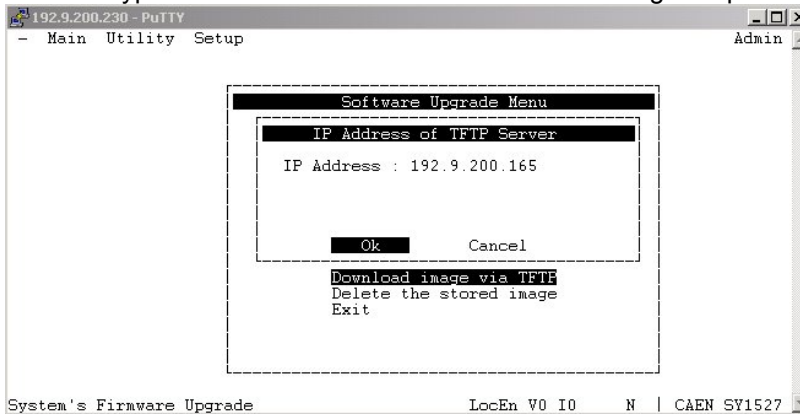 192.9.200.230 - PuTTY
- Main Utility Setup Admin
Software Upgrade Menu
IP Address of TFTP Server
IP Address : 192.9.200.165
Ok Cancel
Download image via TFTP
Delete the stored image
Exit
System's Firmware Upgrade LocEn V0 I0 N | CAEN SY1527